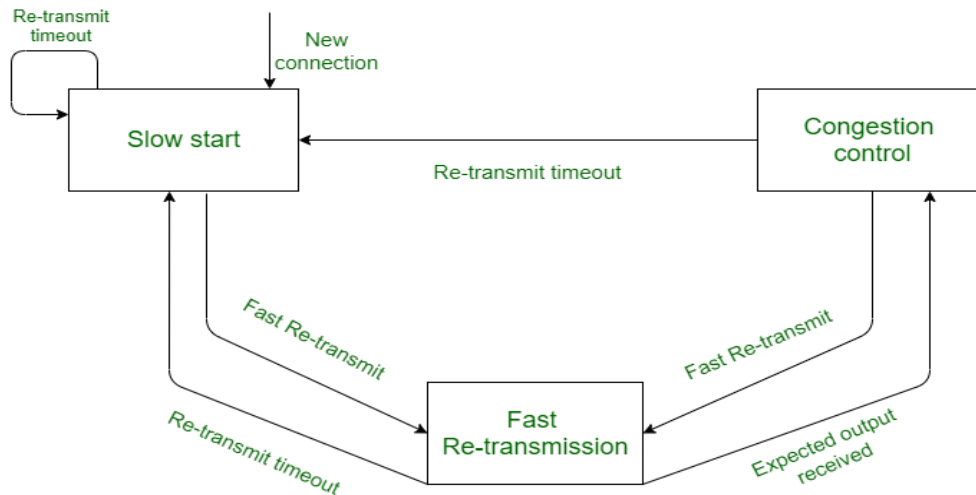 Re-transmit
timeout
New
connection
Slow start
Congestion
control
Re-transmit timeout
Fast Re-transmit
Fast Re-transmit
Fast
Re-transmission
Re-transmit timeout
Expected output
received